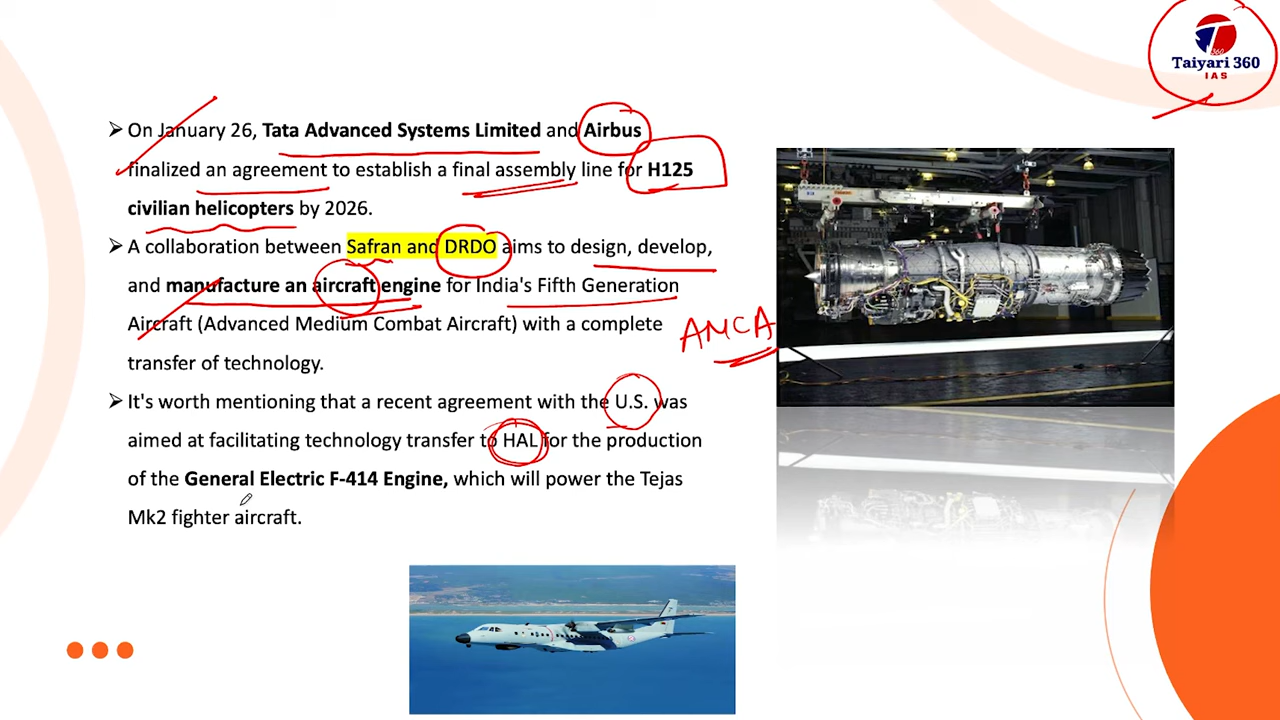 Taiyari 360
IAS
➢ On January 26, Tata Advanced Systems Limited and Airbus
finalized an agreement to establish a final assembly line for H125
civilian helicopters by 2026.
➢ A collaboration between Safran and DRDO aims to design, develop,
and manufacture an aircraft engine for India's Fifth Generation
Aircraft (Advanced Medium Combat Aircraft) with a complete
transfer of technology.
AMCA
➢ It's worth mentioning that a recent agreement with the U.S. was
aimed at facilitating technology transfer to HAL for the production
of the General Electric F-414 Engine, which will power the Tejas
Mk2 fighter aircraft.